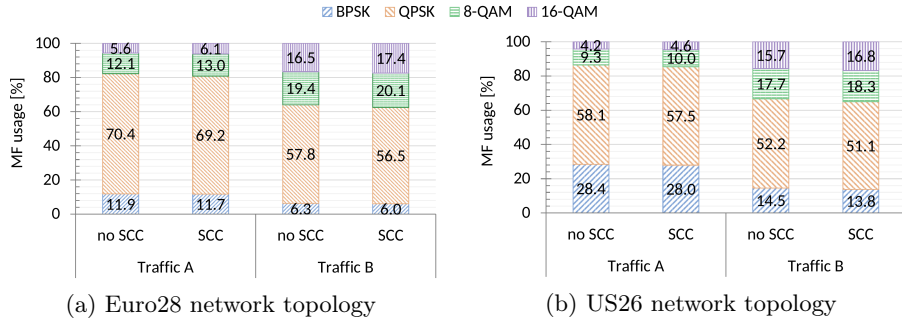 BPSK QPSK 8-QAM 16-QAM
MF usage [%]
100
80
60
40
20
0
5.6 6.1 16.5 17.4
12.1 13.0 19.4 20.1
70.4 69.2 57.8 56.5
11.9 11.7 6.3 6.0
no SCC SCC no SCC SCC
Traffic A Traffic B
(a) Euro28 network topology
MF usage [%]
100
80
60
40
20
0
4.2 4.6 15.7 16.8
9.3 10.0 17.7 18.3
58.1 57.5 52.2 51.1
28.4 28.0 14.5 13.8
no SCC SCC no SCC SCC
Traffic A Traffic B
(b) US26 network topology